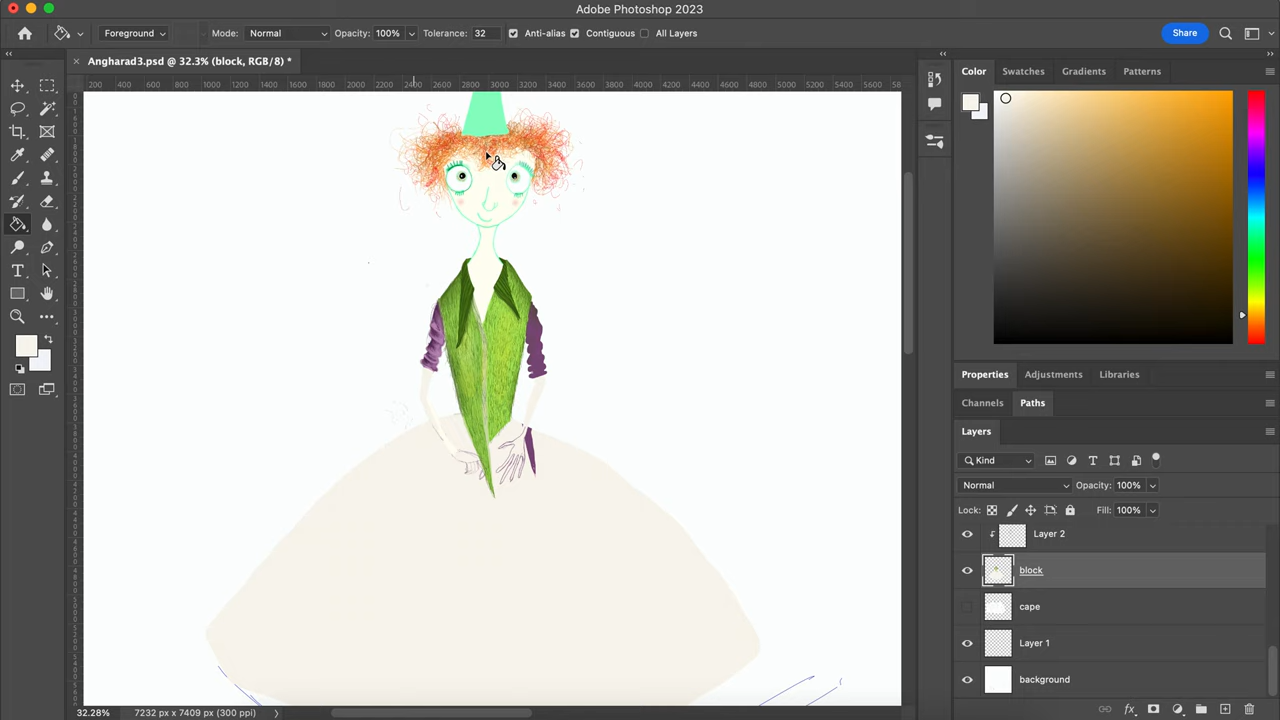 Adobe Photoshop 2023
Foreground Mode: Normal Opacity: 100% Tolerance: 32 Anti-alias Contiguous All Layers Share
Angharad3.psd @ 32.3% (block, RGB/8) *
200 400 600 800 1000 1200 1400 1600 1800 2000 2200 2400 2600 2800 3000 3200 3400 3600 3800 4000 4200 4400 4600 4800 5000 5200 5400 5600 58
Color Swatches Gradients Patterns
Properties Adjustments Libraries
Channels Paths
Layers
Kind
Normal Opacity: 100%
Lock: Fill: 100%
Layer 2
block
cape
Layer 1
background
32.28% 7232 px x 7409 px (300 ppi)